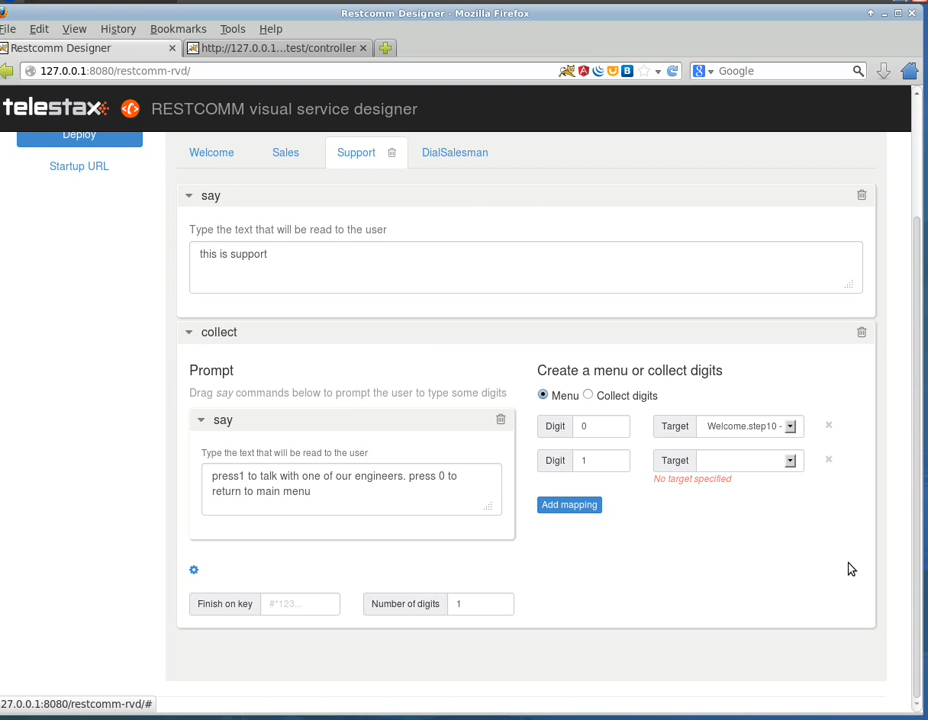 Restcomm Designer - Mozilla Firefox
File Edit View History Bookmarks Tools Help
Restcomm Designer http://127.0.0.1...test/controller
127.0.0.1:8080/restcomm-rvd/ Google
telestax RESTCOMM visual service designer
Deploy
Startup URL
Welcome Sales Support DialSalesman
say
Type the text that will be read to the user
this is support
collect
Prompt
Drag say commands below to prompt the user to type some digits
say
Type the text that will be read to the user
press1 to talk with one of our engineers. press 0 to
return to main menu
Finish on key #*123... Number of digits 1
Create a menu or collect digits
Menu Collect digits
Digit 0 Target Welcome.step10 -
Digit 1 Target
No target specified
Add mapping
27.0.0.1:8080/restcomm-rvd/#